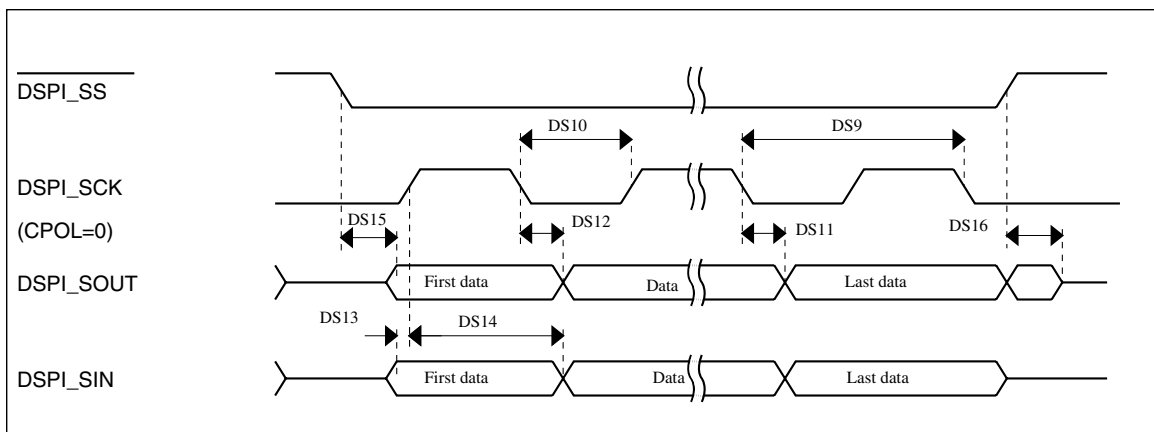 DSPI_SS
DS10
DS9
DSPI_SCK
DS15
DS12
DS11
DS16
(CPOL=0)
DSPI_SOUT
First data
Data
Last data
DS13
DS14
DSPI_SIN
First data
Data
Last data